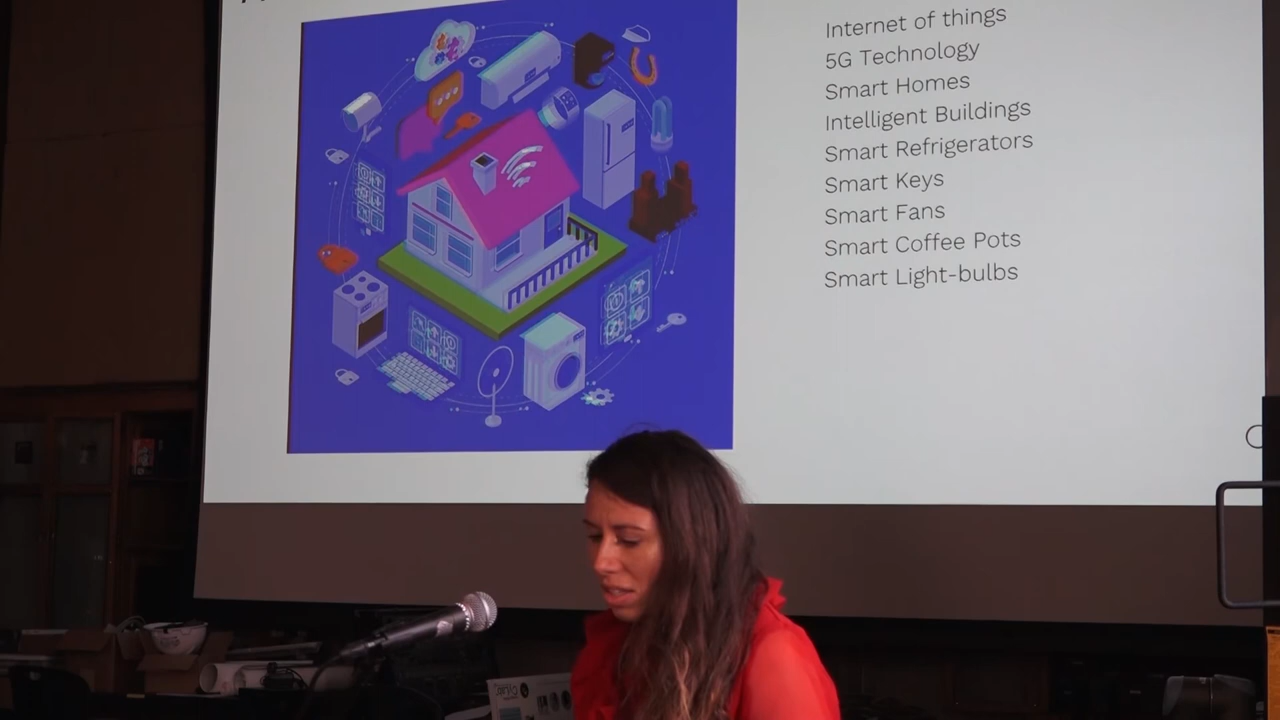 Internet of things
5G Technology
Smart Homes
Intelligent Buildings
Smart Refrigerators
Smart Keys
Smart Fans
Smart Coffee Pots
Smart Light-bulbs